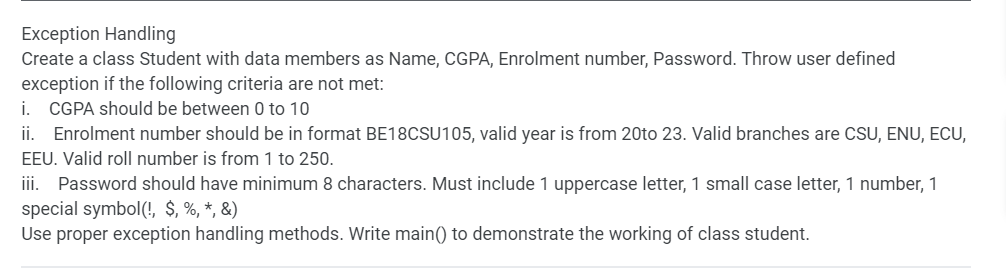 Exception Handling
Create a class Student with data members as Name, CGPA, Enrolment number, Password. Throw user defined
exception if the following criteria are not met:
i. CGPA should be between 0 to 10
ii. Enrolment number should be in format BE18CSU105, valid year is from 20to 23. Valid branches are CSU, ENU, ECU,
EEU. Valid roll number is from 1 to 250.
iii. Password should have minimum 8 characters. Must include 1 uppercase letter, 1 small case letter, 1 number, 1
special symbol(!, $, %, *, &)
Use proper exception handling methods. Write main() to demonstrate the working of class student.